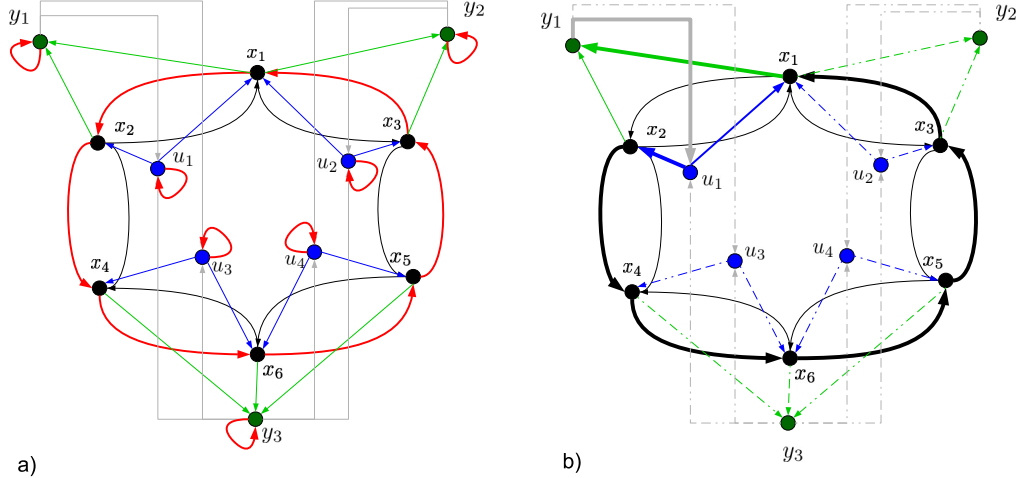 y₁ y₂
x₁
x₂ x₃
u₁ u₂
x₄ u₃ u₄ x₅
x₆
y₃
a)
y₁ y₂
x₁
x₂ x₃
u₁ u₂
x₄ u₃ u₄ x₅
x₆
y₃
b)